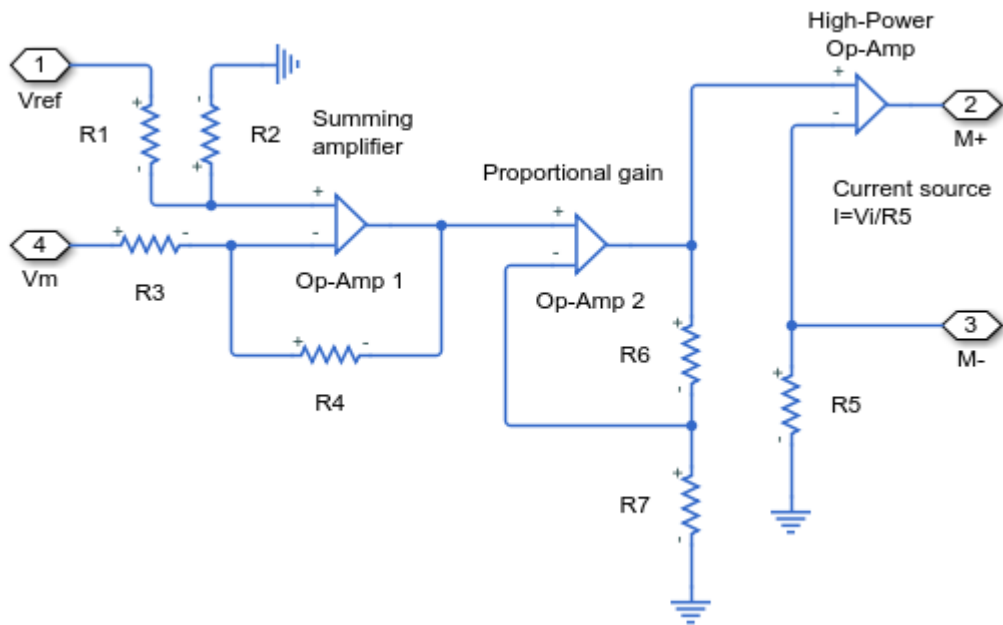 High-Power
Op-Amp
1
Vref
R1
R2
Summing
amplifier
+
-
-
+
+
-
2
M+
Proportional gain
Current source
I=Vi/R5
4
Vm
+
-
R3
+
-
Op-Amp 1
+
-
Op-Amp 2
+
-
R4
+
-
R6
3
M-
+
-
R5
+
-
R7